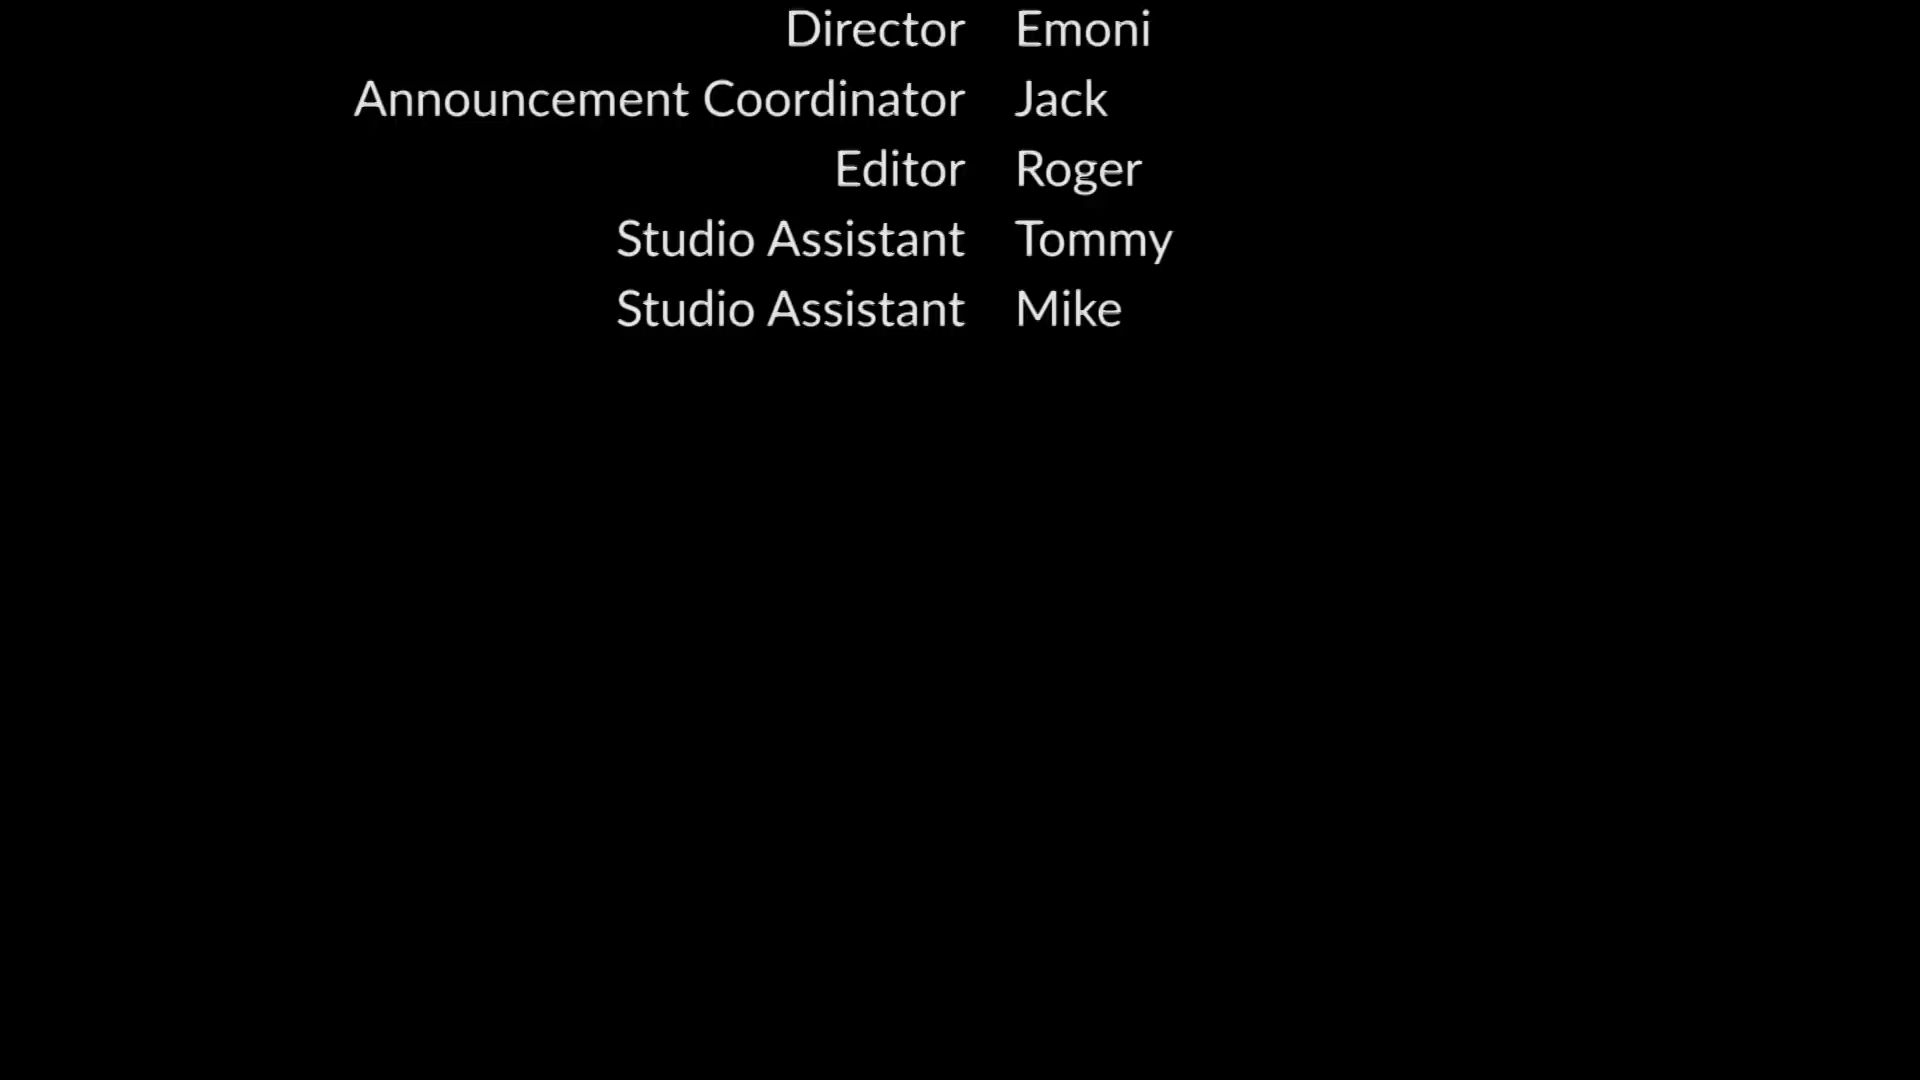 Director Emoni
Announcement Coordinator Jack
Editor Roger
Studio Assistant Tommy
Studio Assistant Mike